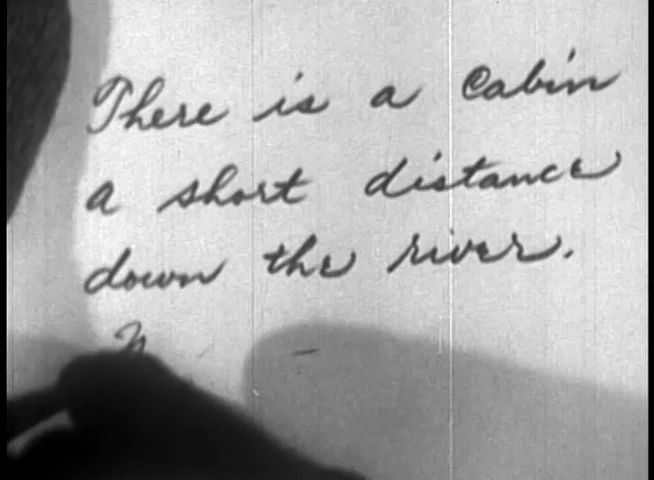 There is a cabin
a short distance
down the river.